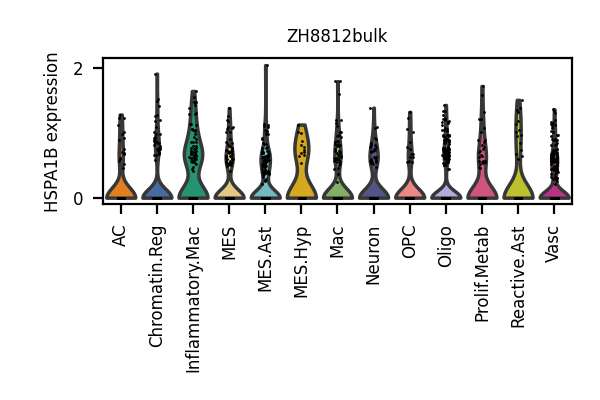 ZH8812bulk
HSPA1B expression
2
0
AC
Chromatin.Reg
Inflammatory.Mac
MES
MES.Ast
MES.Hyp
Mac
Neuron
OPC
Oligo
Prolif.Metab
Reactive.Ast
Vasc